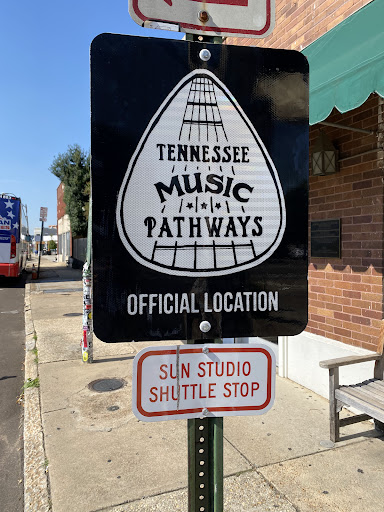 TENNESSEE
MUSIC
PATHWAYS
OFFICIAL LOCATION
SUN STUDIO
SHUTTLE STOP